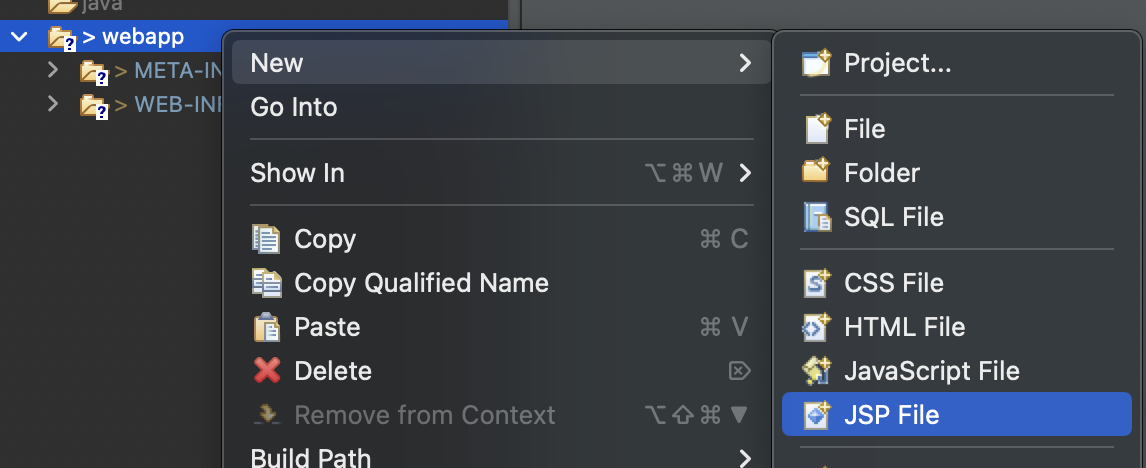 java
> webapp
> META-IN
> WEB-INF
New
Go Into
Show In ⌥⌘W
Copy ⌘ C
Copy Qualified Name
Paste ⌘ V
Delete ⌦
Remove from Context ⌥⇧⌘▼
Build Path
Project...
File
Folder
SQL File
CSS File
HTML File
JavaScript File
JSP File